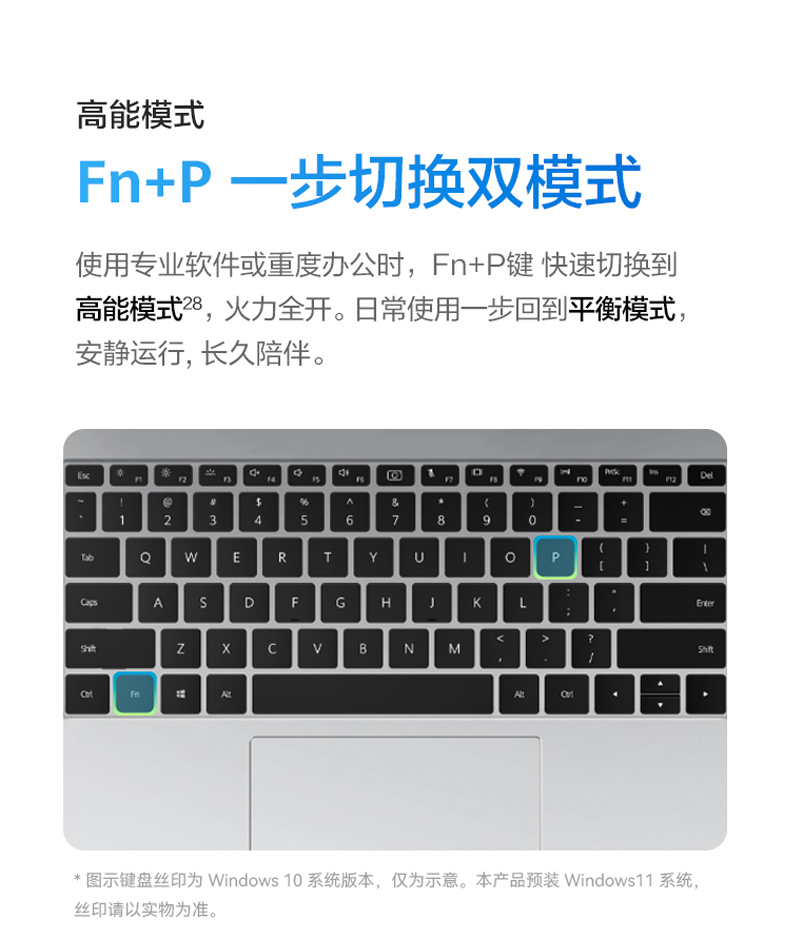 高能模式
Fn+P 一步切换双模式
使用专业软件或重度办公时，Fn+P键 快速切换到
高能模式28，火力全开。日常使用一步回到平衡模式，
安静运行, 长久陪伴。
Esc F1 F2 F3 F4 F5 F6 F7 F8 F9 F10 PrtSc F11 Ins F12 Del
~ ! @ # $ % ^ & * ( ) _ +
` 1 2 3 4 5 6 7 8 9 0 - =
Tab Q W E R T Y U I O P { [ } ] | \
Caps A S D F G H J K L : ; " ' Enter
Shift Z X C V B N M < , > . ? / Shift
Ctrl Fn Alt Alt Ctrl
* 图示键盘丝印为 Windows 10 系统版本，仅为示意。本产品预装 Windows11 系统，
丝印请以实物为准。